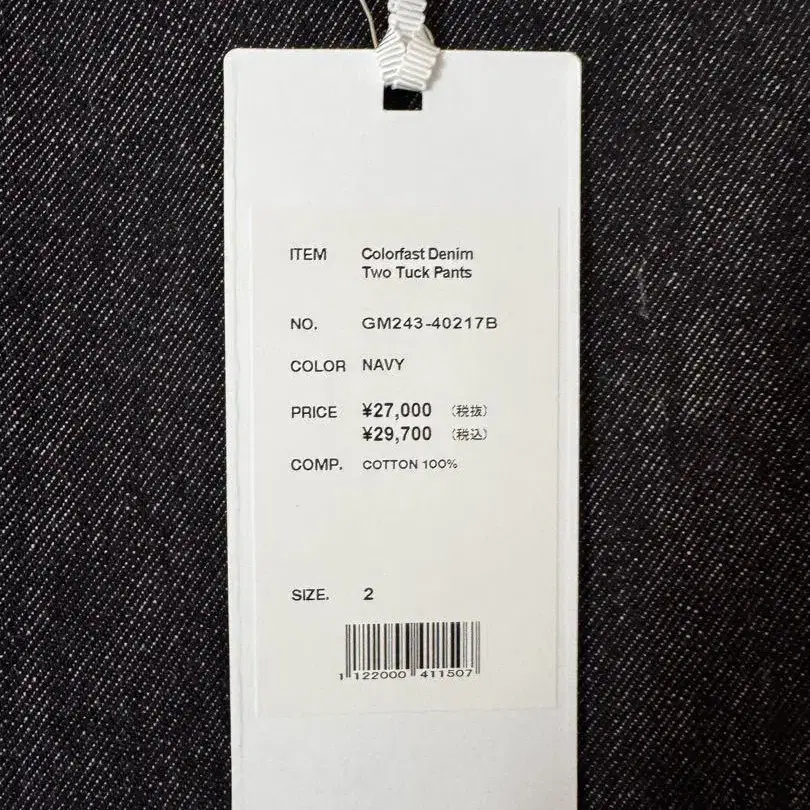 ITEM Colorfast Denim
Two Tuck Pants
NO. GM243-40217B
COLOR NAVY
PRICE ¥27,000 (税抜)
¥29,700 (税込)
COMP. COTTON 100%
SIZE. 2
1 122000 411507